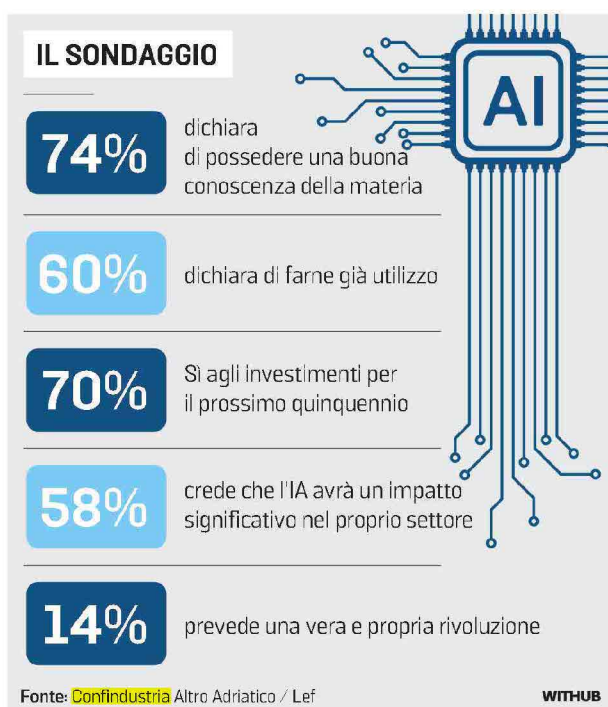 IL SONDAGGIO
AI
74%
dichiara
di possedere una buona
conoscenza della materia
60%
dichiara di farne già utilizzo
70%
Sì agli investimenti per
il prossimo quinquennio
58%
crede che l'IA avrà un impatto
significativo nel proprio settore
14%
prevede una vera e propria rivoluzione
Fonte: Confindustria Altro Adriatico / Lef
WITHUB